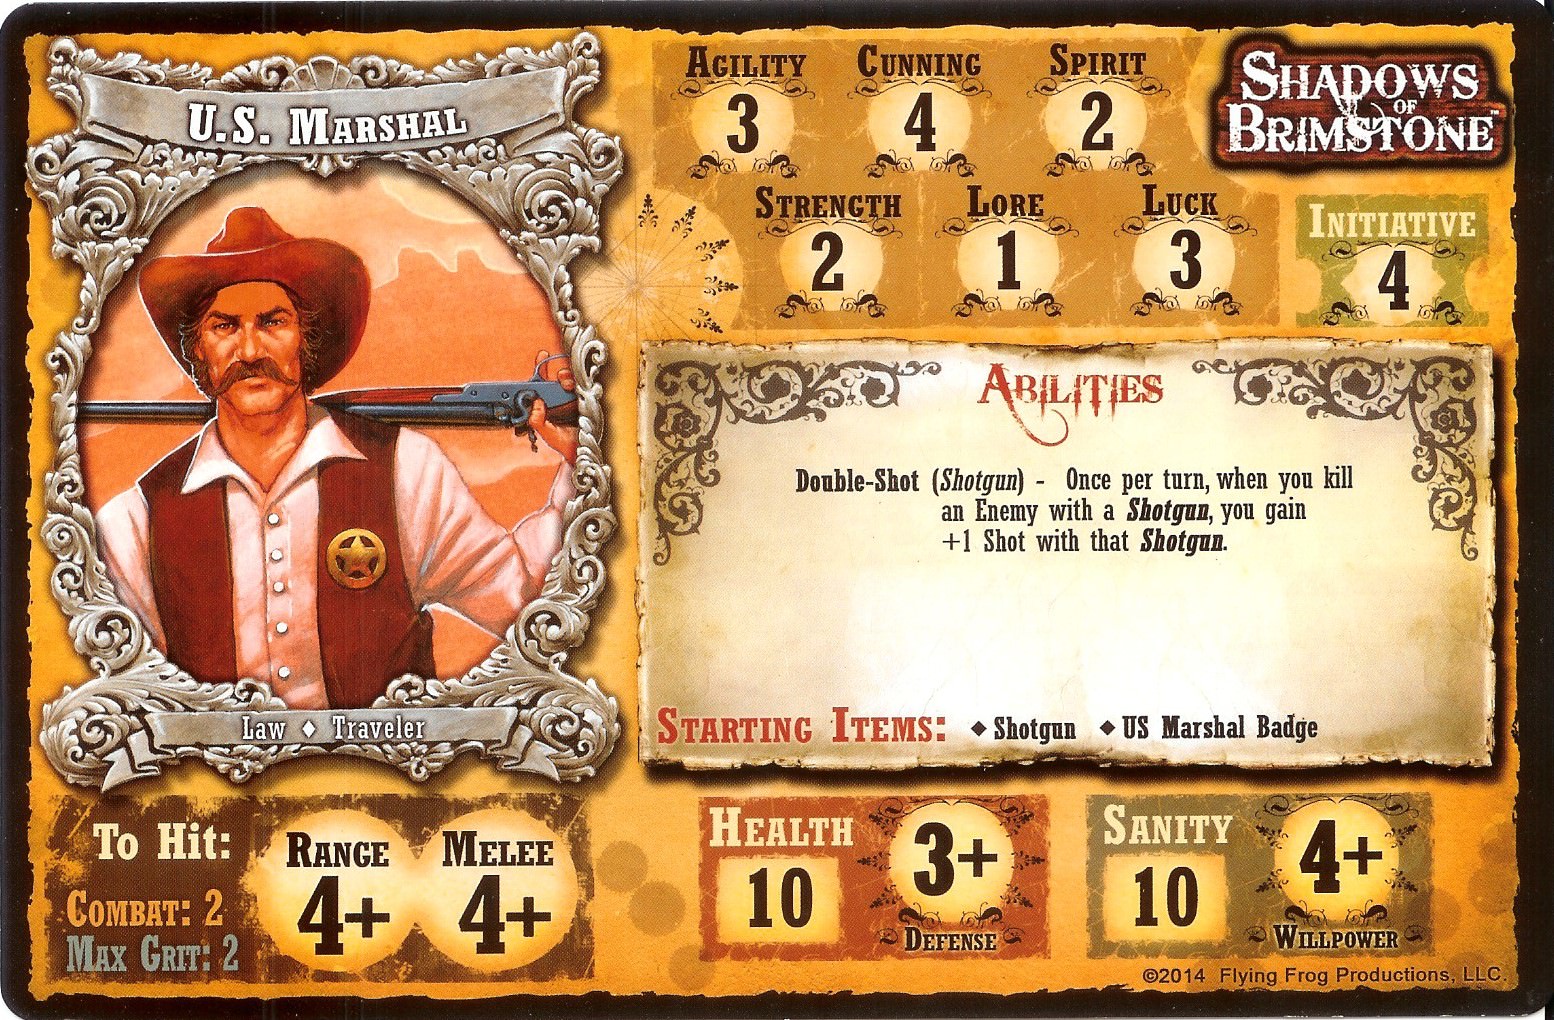 U.S. Marshal
Law ♦ Traveler
Agility
3
Cunning
4
Spirit
2
Shadows
of
Brimstone™
Strength
2
Lore
1
Luck
3
Initiative
4
Abilities
Double-Shot (Shotgun) - Once per turn, when you kill
an Enemy with a Shotgun, you gain
+1 Shot with that Shotgun.
Starting Items: ♦ Shotgun ♦ US Marshal Badge
To Hit:
Combat: 2
Max Grit: 2
Range
4+
Melee
4+
Health
10
3+
Defense
Sanity
10
4+
Willpower
©2014 Flying Frog Productions, LLC.